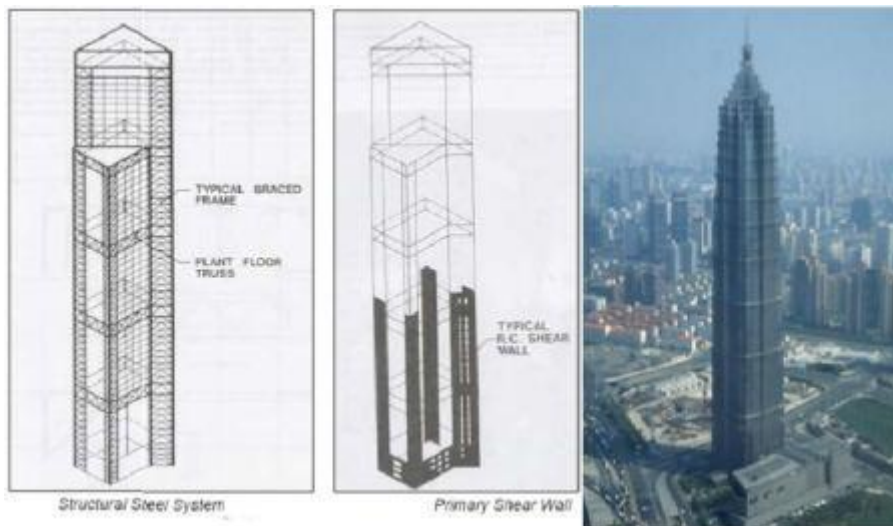 TYPICAL BRACED
FRAME
PLANT FLOOR
TRUSS
Structural Steel System
TYPICAL
R.C. SHEAR
WALL
Primary Shear Wall